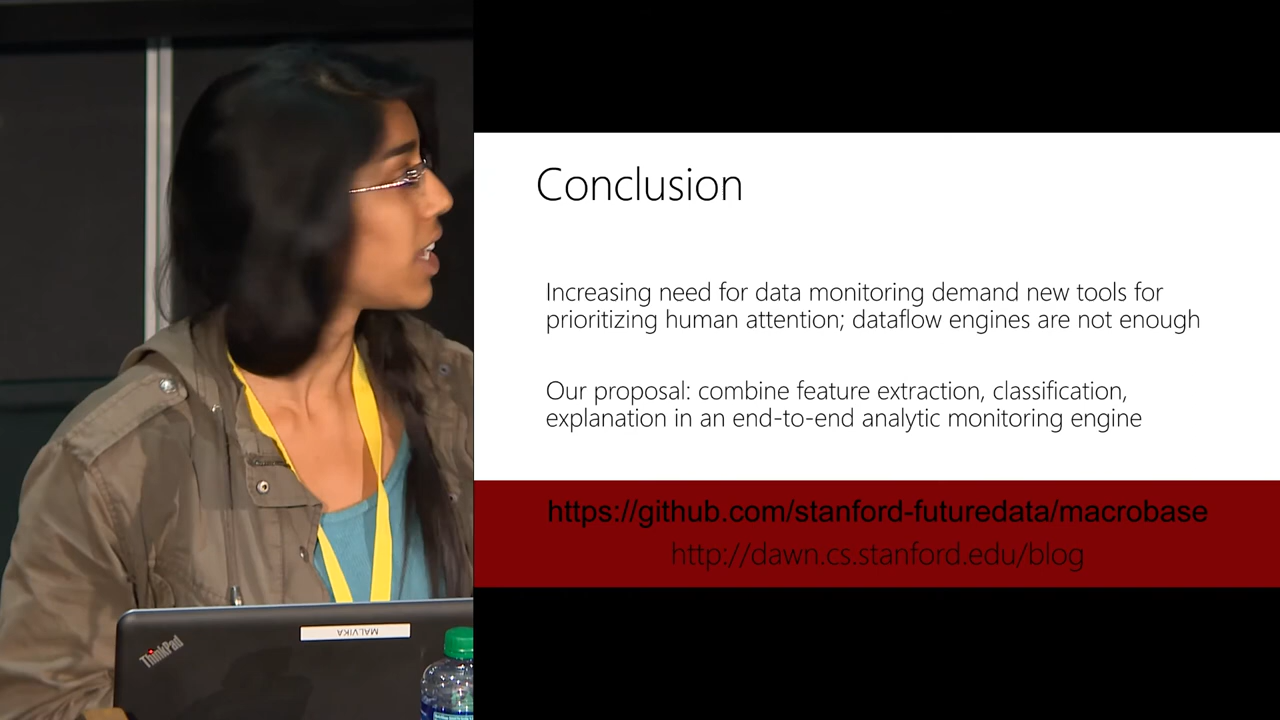 Conclusion
Increasing need for data monitoring demand new tools for
prioritizing human attention; dataflow engines are not enough
Our proposal: combine feature extraction, classification,
explanation in an end-to-end analytic monitoring engine
https://github.com/stanford-futuredata/macrobase
http://dawn.cs.stanford.edu/blog
MALVIKA
ThinkPad